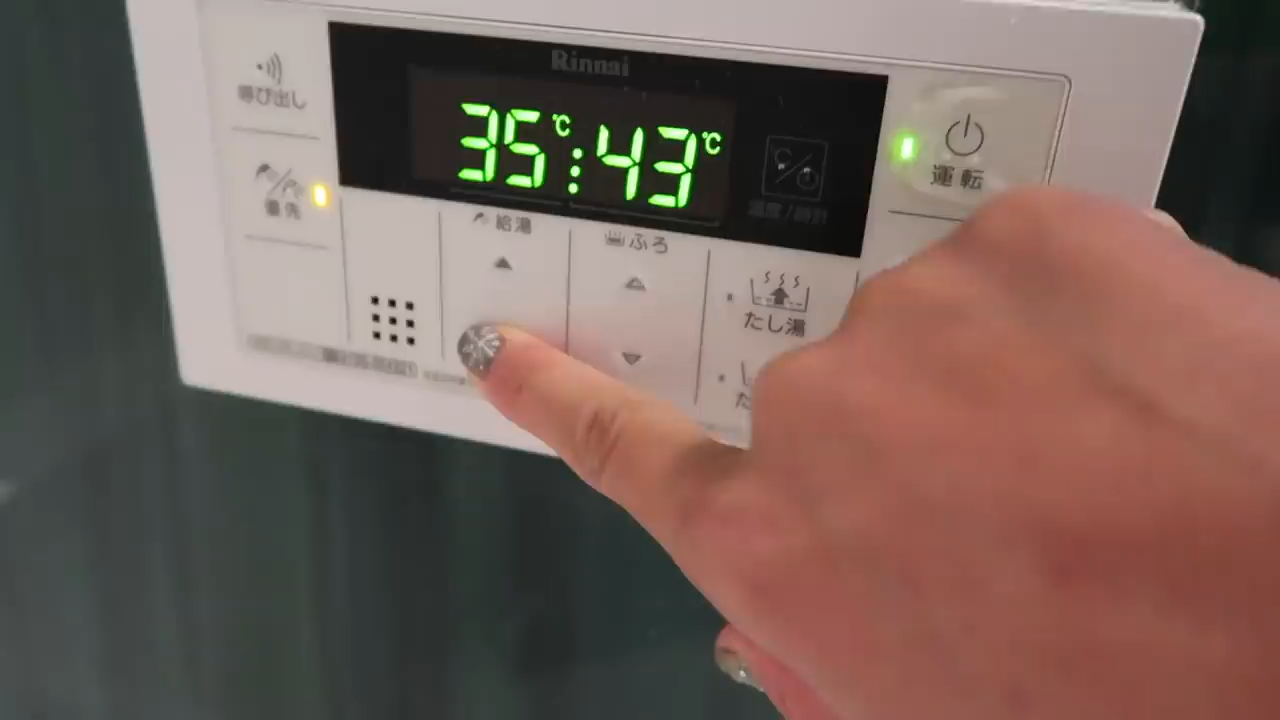 Rinnai
呼び出し
35℃:43℃
運転
優先
温度/時計
給湯
ふろ
たし湯
た